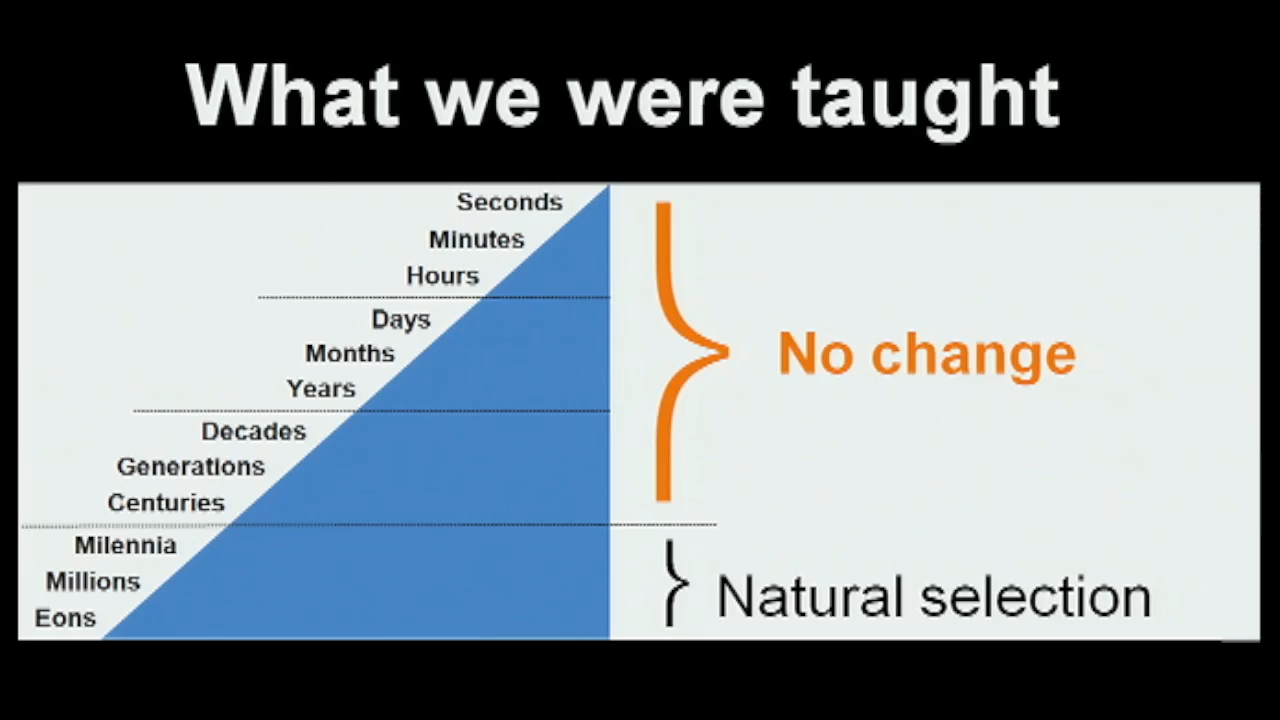 What we were taught
Seconds
Minutes
Hours
Days
Months
Years
Decades
Generations
Centuries
Milennia
Millions
Eons
No change
Natural selection